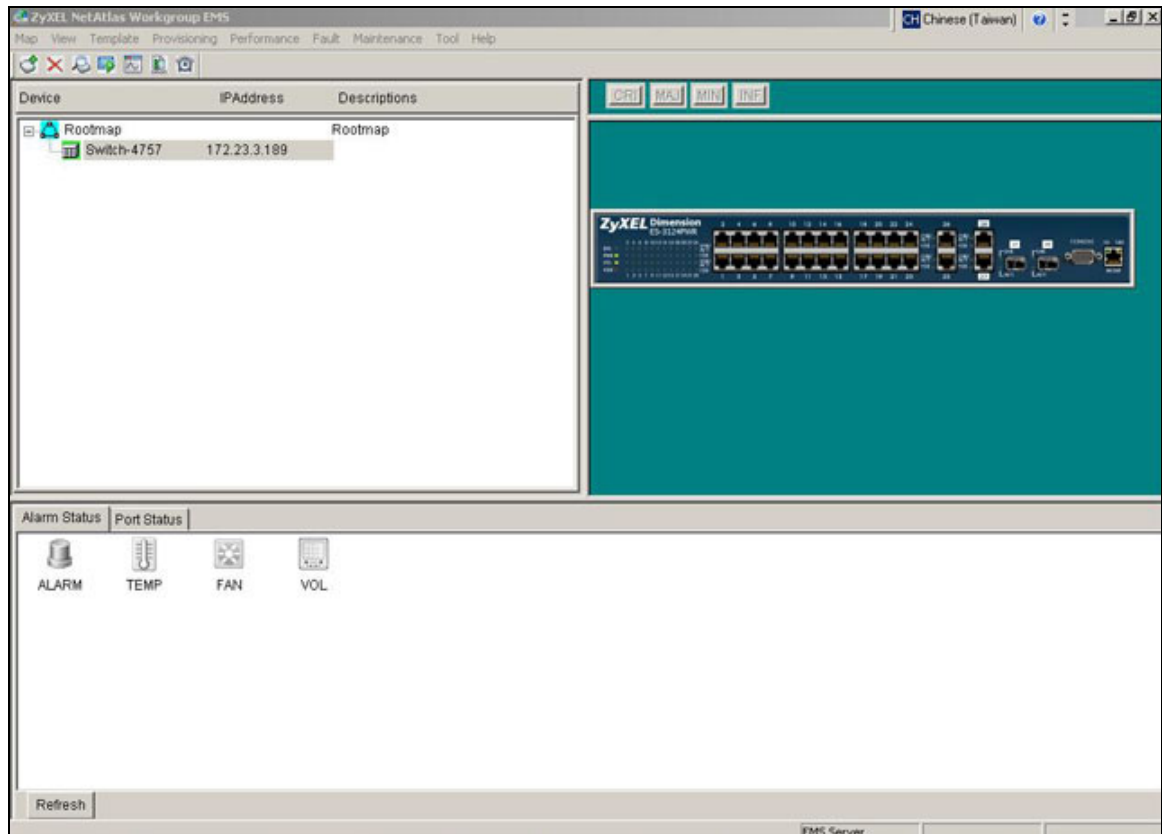 ZyXEL NetAtlas Workgroup EMS
CH Chinese (Taiwan)
Map View Template Provisioning Performance Fault Maintenance Tool Help
Device IPAddress Descriptions
CRI MAJ MIN INF
Rootmap Rootmap
Switch-4757 172.23.3.189
ZyXEL Dimension
ES-3124PWR
Alarm Status Port Status
ALARM TEMP FAN VOL
Refresh
EMS Server